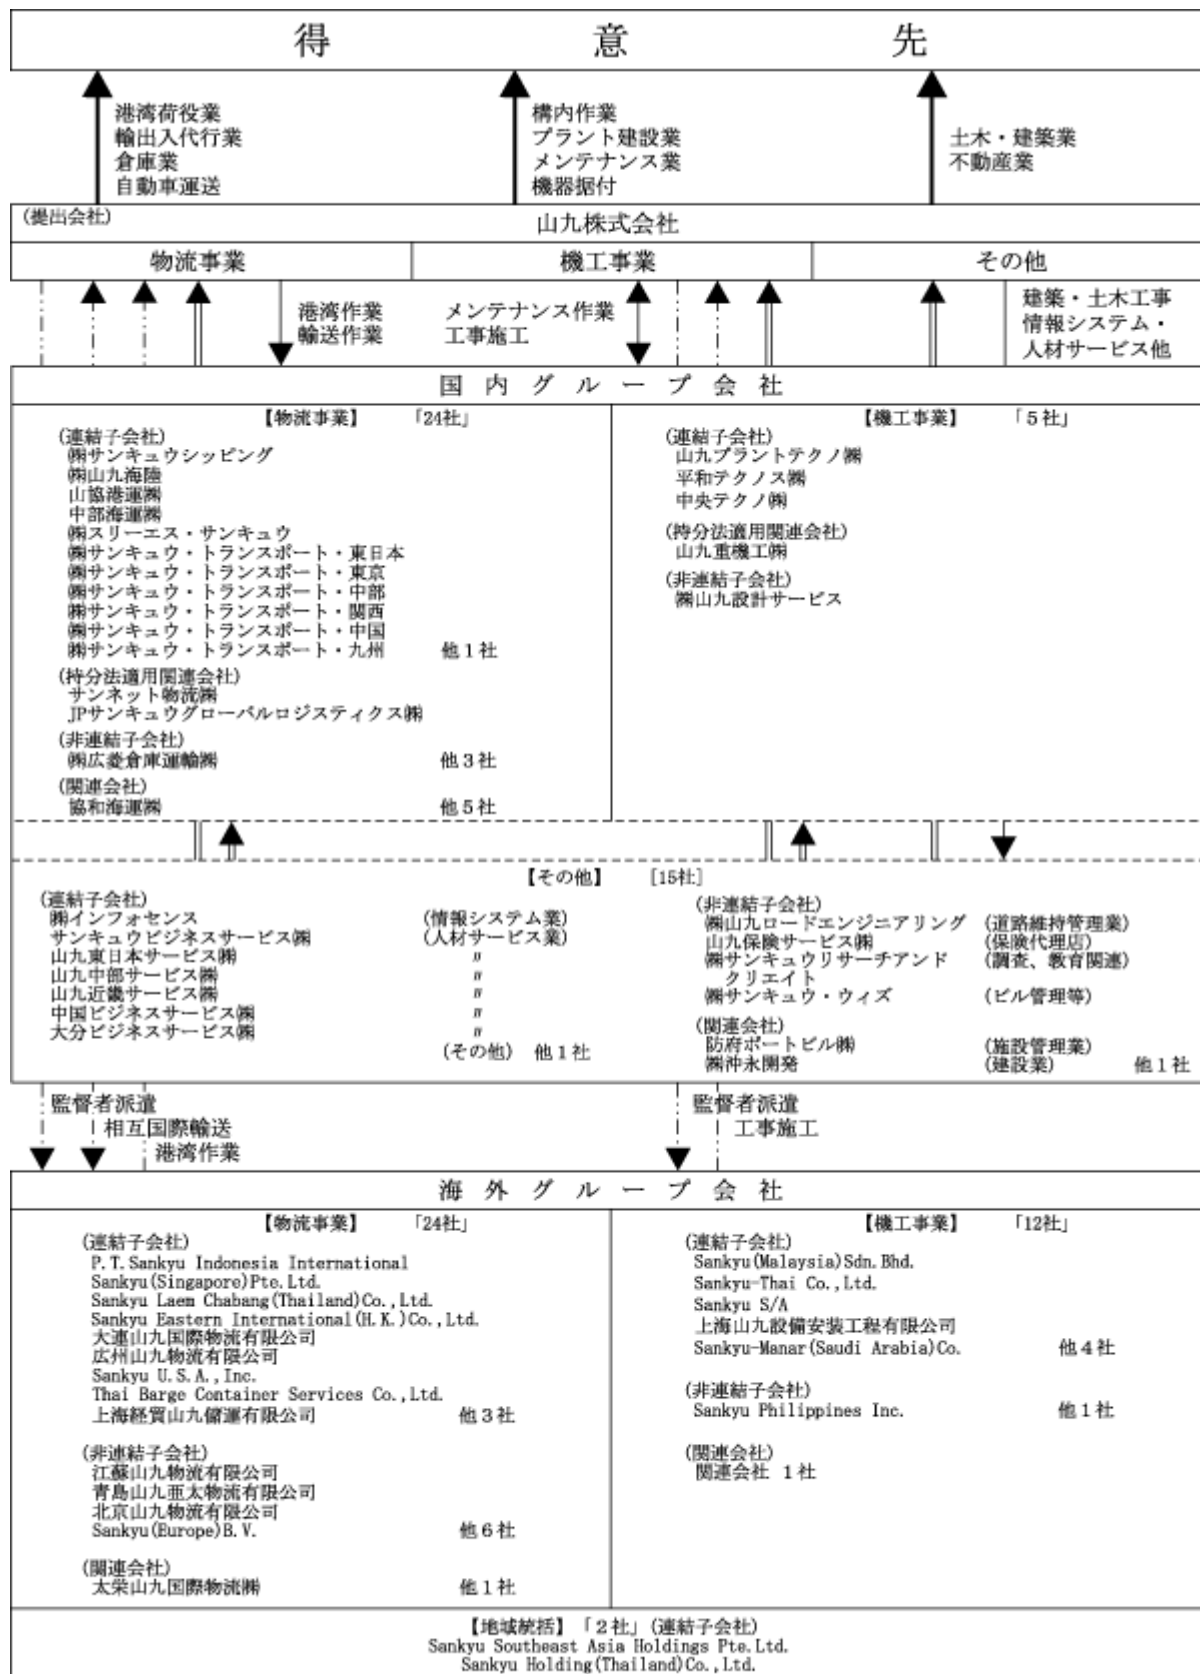 得意先
港湾荷役業
輸出入代行業
倉庫業
自動車運送
構内作業
プラント建設業
メンテナンス業
機器据付
土木・建築業
不動産業
(提出会社)
山九株式会社
物流事業
機工事業
その他
港湾作業
輸送作業
メンテナンス作業
工事施工
建築・土木工事
情報システム・
人材サービス他
国内グループ会社
【物流事業】 「24社」
(連結子会社)
㈱サンキュウシッピング
㈱山九海陸
山協港運㈱
中部海運㈱
㈱スリーエス・サンキュウ
㈱サンキュウ・トランスポート・東日本
㈱サンキュウ・トランスポート・東京
㈱サンキュウ・トランスポート・中部
㈱サンキュウ・トランスポート・関西
㈱サンキュウ・トランスポート・中国
㈱サンキュウ・トランスポート・九州 他1社
(持分法適用関連会社)
サンネット物流㈱
JPサンキュウグローバルロジスティクス㈱
(非連結子会社)
㈱広菱倉庫運輸㈱ 他3社
(関連会社)
協和海運㈱ 他5社
【機工事業】 「5社」
(連結子会社)
山九プラントテクノ㈱
平和テクノス㈱
中央テクノ㈱
(持分法適用関連会社)
山九重機工㈱
(非連結子会社)
㈱山九設計サービス
【その他】 [15社]
(連結子会社)
㈱インフォセンス (情報システム業)
サンキュウビジネスサービス㈱ (人材サービス業)
山九東日本サービス㈱ 〃
山九中部サービス㈱ 〃
山九近畿サービス㈱ 〃
中国ビジネスサービス㈱ 〃
大分ビジネスサービス㈱ 〃
(その他) 他1社
(非連結子会社)
㈱山九ロードエンジニアリング (道路維持管理業)
山九保険サービス㈱ (保険代理店)
㈱サンキュウリサーチアンド (調査、教育関連)
クリエイト
㈱サンキュウ・ウィズ (ビル管理等)
(関連会社)
防府ポートビル㈱ (施設管理業)
㈱沖永開発 (建設業) 他1社
監督者派遣
相互国際輸送
港湾作業
監督者派遣
工事施工
海外グループ会社
【物流事業】 「24社」
(連結子会社)
P.T.Sankyu Indonesia International
Sankyu(Singapore)Pte.Ltd.
Sankyu Laem Chabang(Thailand)Co.,Ltd.
Sankyu Eastern International(H.K.)Co.,Ltd.
大連山九国際物流有限公司
広州山九物流有限公司
Sankyu U.S.A.,Inc.
Thai Barge Container Services Co.,Ltd.
上海経貿山九儲運有限公司 他3社
(非連結子会社)
江蘇山九物流有限公司
青島山九亜太物流有限公司
北京山九物流有限公司
Sankyu(Europe)B.V. 他6社
(関連会社)
太栄山九国際物流㈱ 他1社
【機工事業】 「12社」
(連結子会社)
Sankyu(Malaysia)Sdn.Bhd.
Sankyu-Thai Co.,Ltd.
Sankyu S/A
上海山九設備安装工程有限公司
Sankyu-Manar(Saudi Arabia)Co. 他4社
(非連結子会社)
Sankyu Philippines Inc. 他1社
(関連会社)
関連会社 1社
【地域統括】「2社」(連結子会社)
Sankyu Southeast Asia Holdings Pte.Ltd.
Sankyu Holding(Thailand)Co.,Ltd.